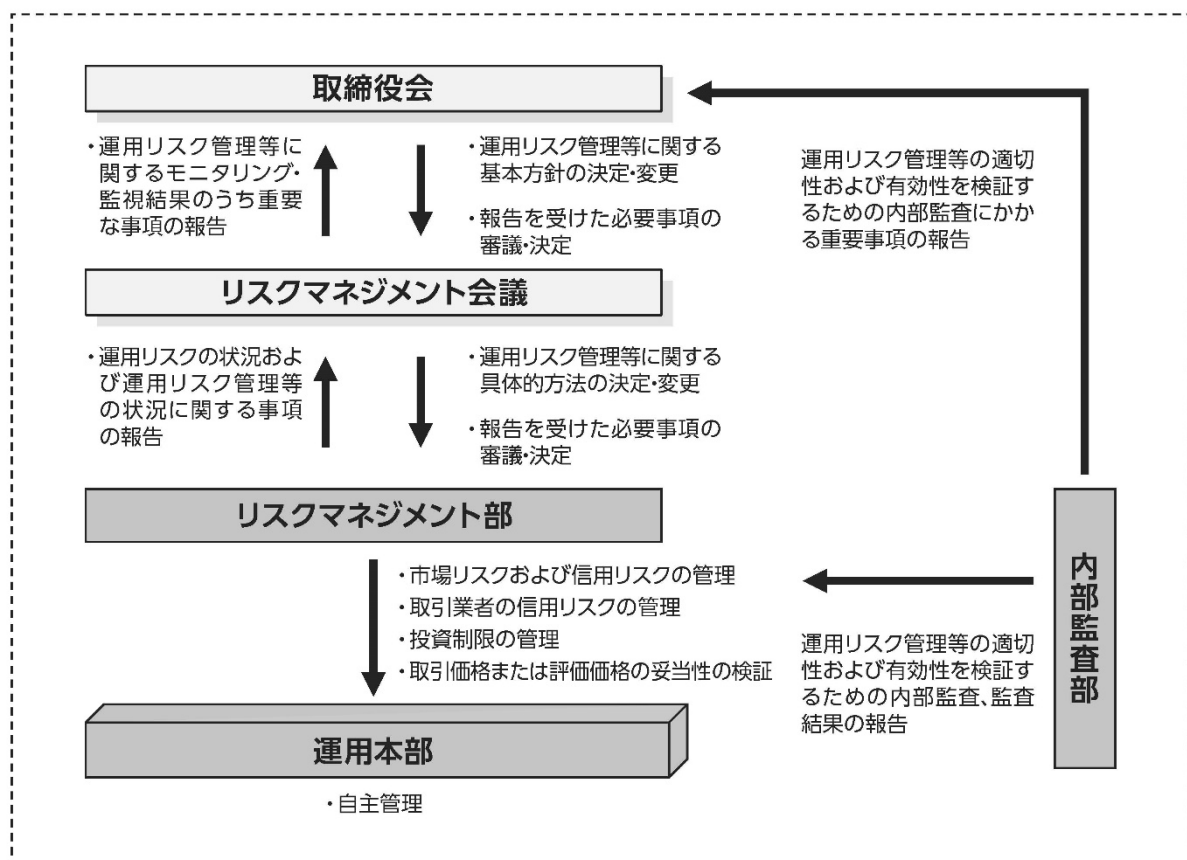 取締役会
・運用リスク管理等に
関するモニタリング・
監視結果のうち重要
な事項の報告
・運用リスク管理等に関する
基本方針の決定・変更
・報告を受けた必要事項の
審議・決定
運用リスク管理等の適切
性および有効性を検証す
るための内部監査にかか
る重要事項の報告
リスクマネジメント会議
・運用リスクの状況およ
び運用リスク管理等
の状況に関する事項
の報告
・運用リスク管理等に関する
具体的方法の決定・変更
・報告を受けた必要事項の
審議・決定
リスクマネジメント部
・市場リスクおよび信用リスクの管理
・取引業者の信用リスクの管理
・投資制限の管理
・取引価格または評価価格の妥当性の検証
内部監査部
運用リスク管理等の適切
性および有効性を検証す
るための内部監査、監査
結果の報告
運用本部
・自主管理